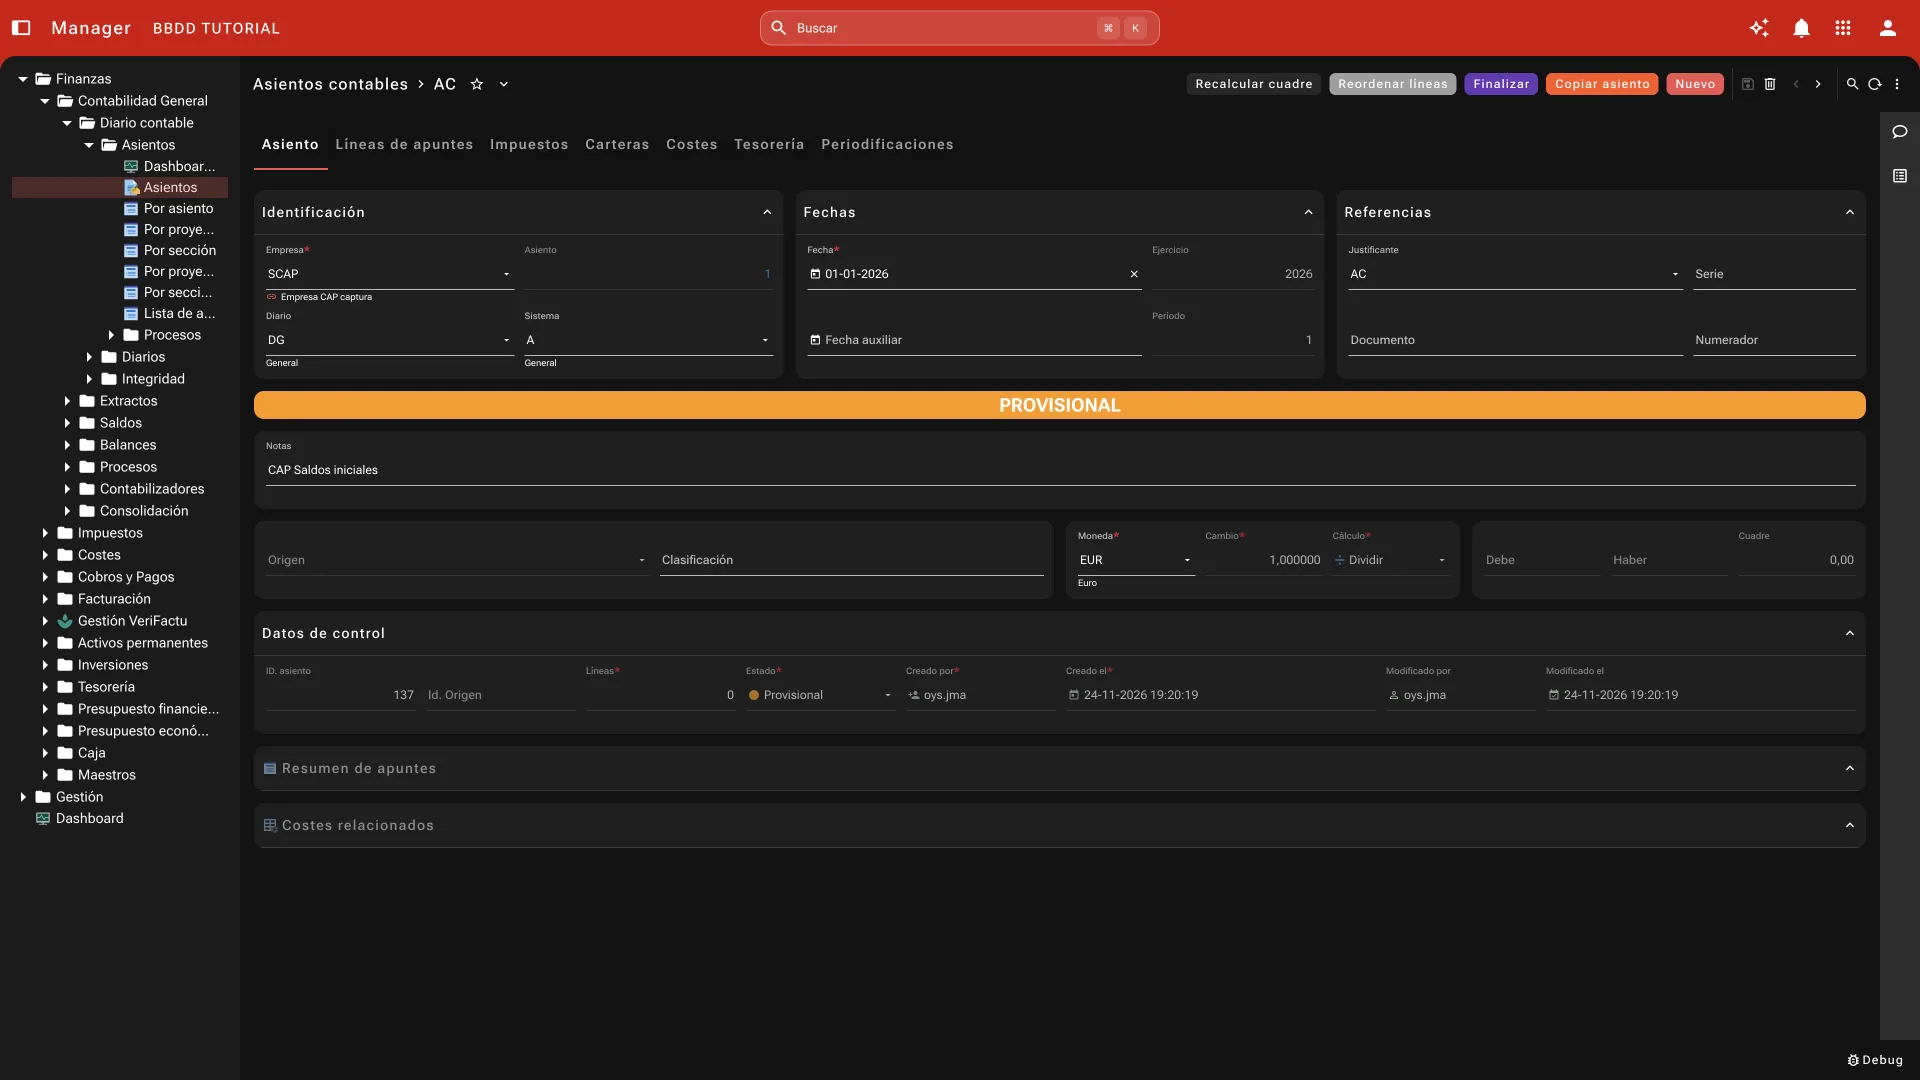 Manager BBDD TUTORIAL
Buscar ⌘ K
Finanzas
Contabilidad General
Diario contable
Asientos
Dashboar...
Asientos
Por asiento
Por proye...
Por sección
Por proye...
Por secci...
Lista de a...
Procesos
Diarios
Integridad
Extractos
Saldos
Balances
Procesos
Contabilizadores
Consolidación
Impuestos
Costes
Cobros y Pagos
Facturación
Gestión VeriFactu
Activos permanentes
Inversiones
Tesorería
Presupuesto financie...
Presupuesto econó...
Caja
Maestros
Gestión
Dashboard
Asientos contables > AC
Recalcular cuadre Reordenar líneas Finalizar Copiar asiento Nuevo
Asiento Líneas de apuntes Impuestos Carteras Costes Tesorería Periodificaciones
Identificación
Empresa* Asiento
SCAP 1
Empresa CAP captura
Diario Sistema
DG A
General General
Fechas
Fecha* Ejercicio
01-01-2026 2026
Período
Fecha auxiliar 1
Referencias
Justificante
AC Serie
Documento Numerador
PROVISIONAL
Notas
CAP Saldos iniciales
Origen Clasificación
Moneda* Cambio* Cálculo*
EUR 1,000000 Dividir
Euro
Cuadre
Debe Haber 0,00
Datos de control
ID. asiento Líneas* Estado* Creado por* Creado el* Modificado por Modificado el
137 Id. Origen 0 Provisional oys.jma 24-11-2026 19:20:19 oys.jma 24-11-2026 19:20:19
Resumen de apuntes
Costes relacionados
Debug